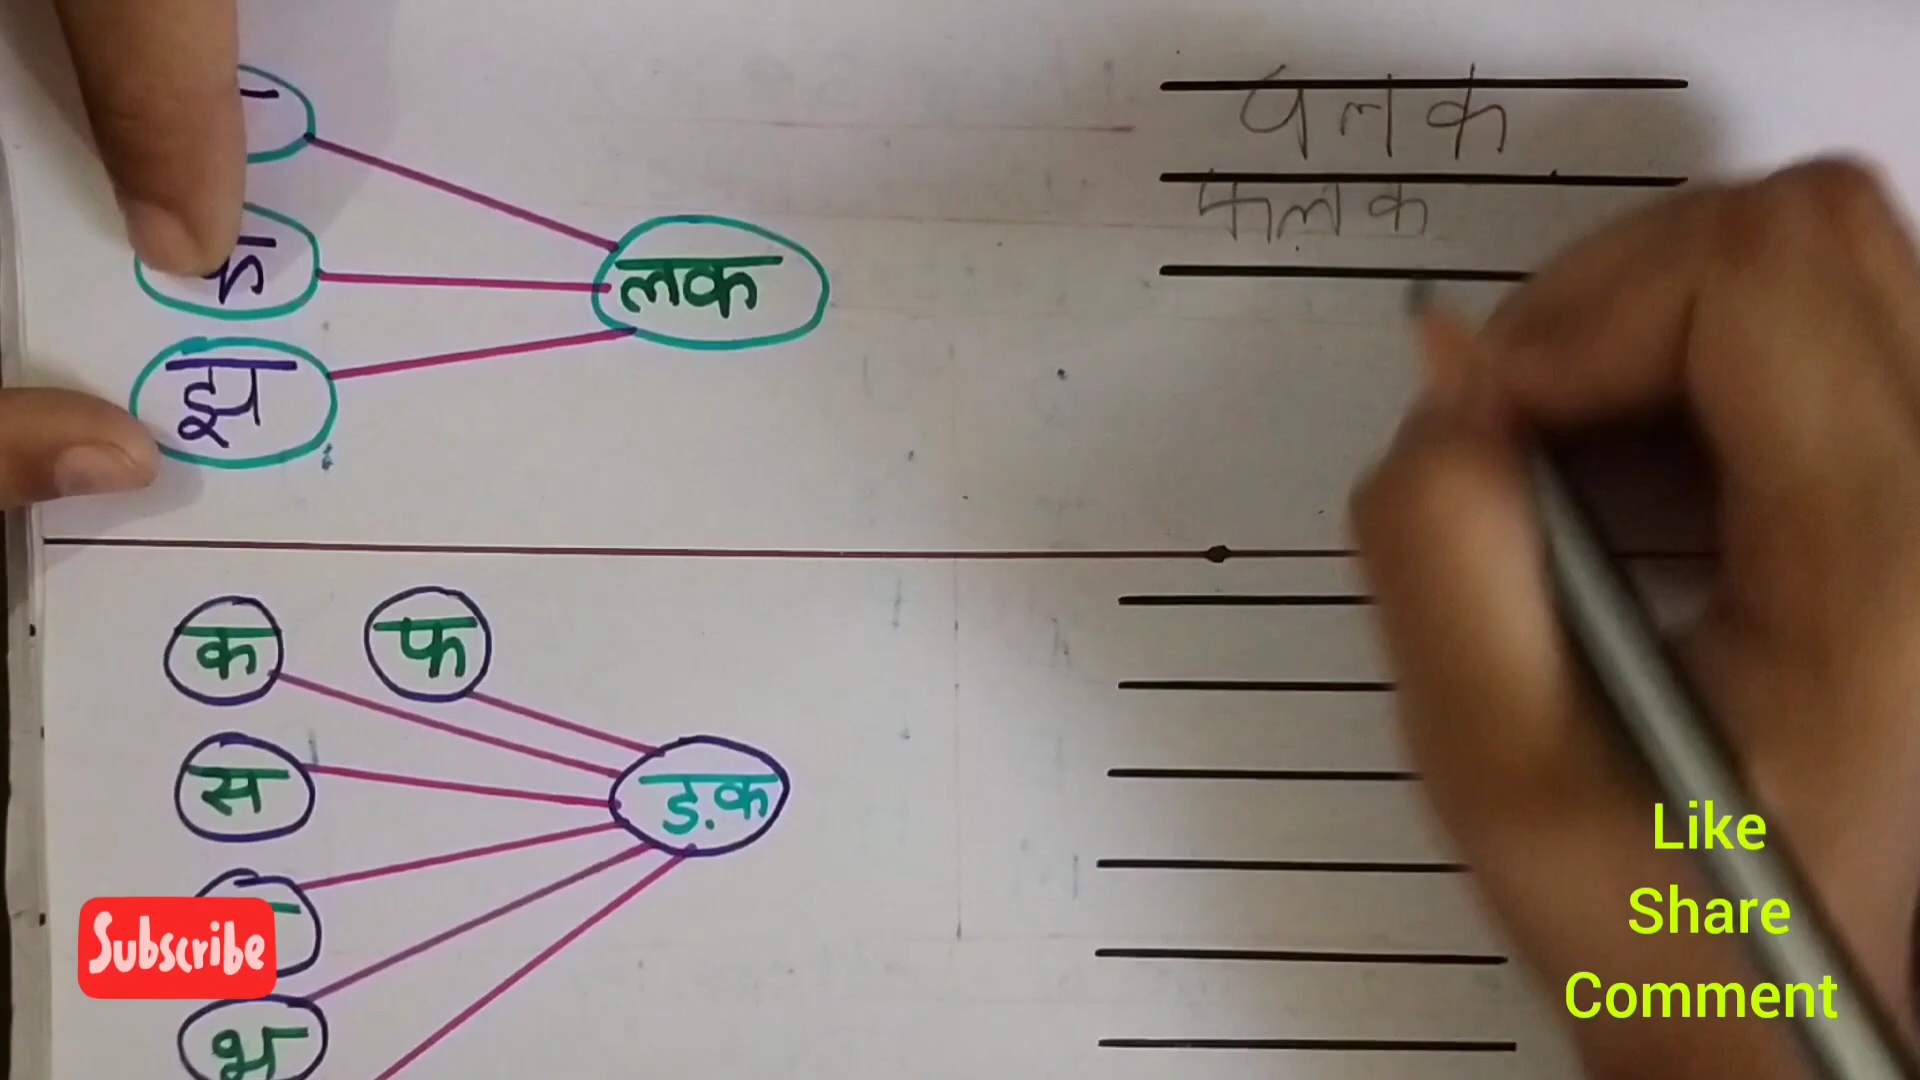 पलक
लक
फलक
झ
क फ
स
ड़क
भ
Subscribe
Like
Share
Comment